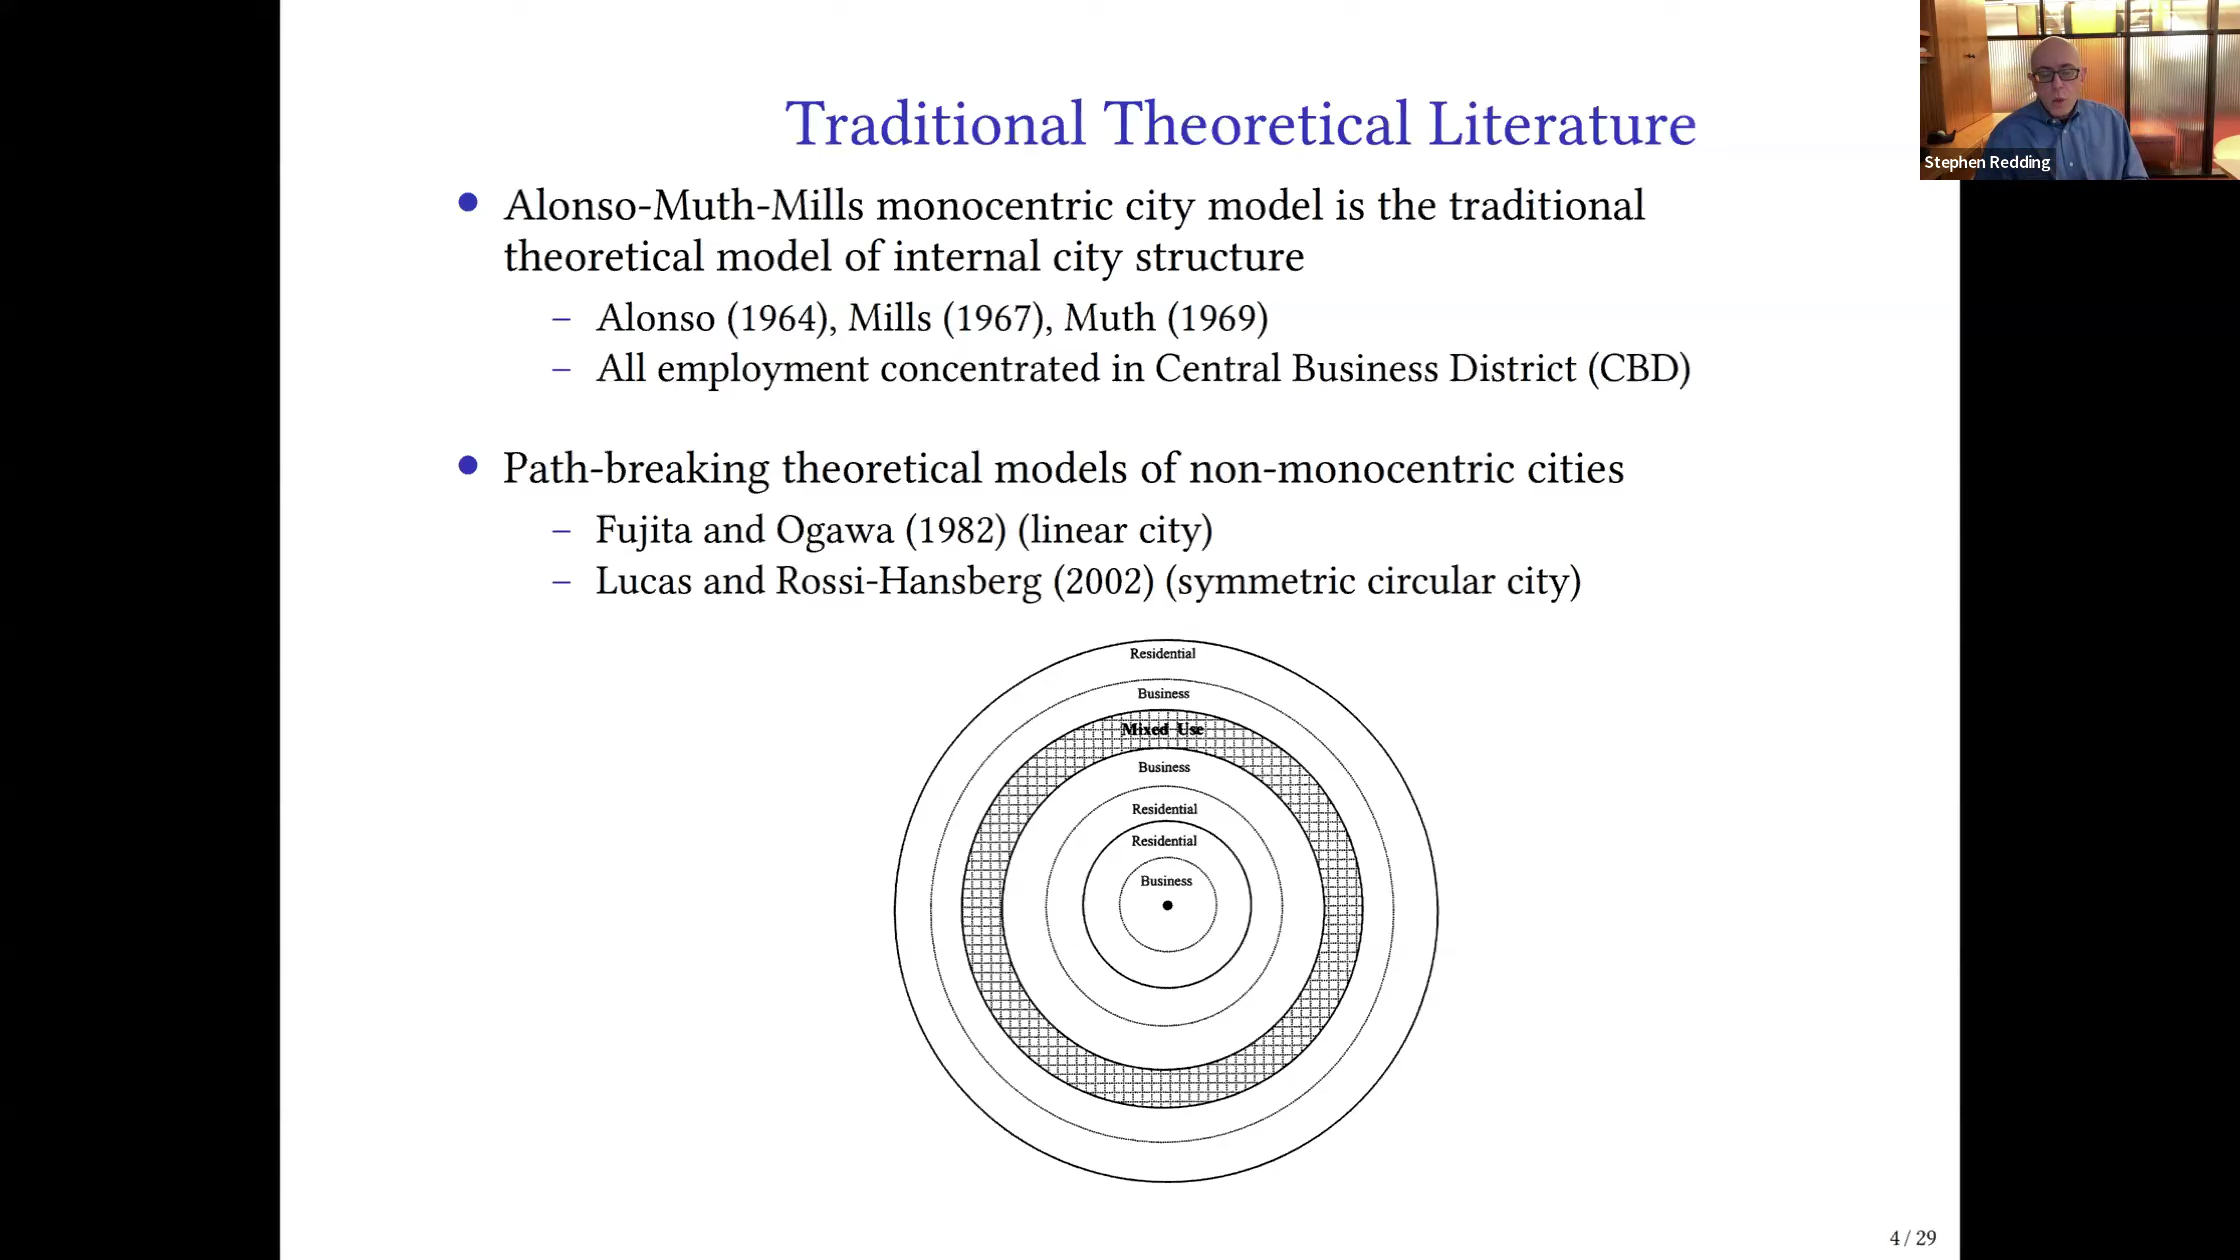 Traditional Theoretical Literature
Stephen Redding
• Alonso-Muth-Mills monocentric city model is the traditional
theoretical model of internal city structure
– Alonso (1964), Mills (1967), Muth (1969)
– All employment concentrated in Central Business District (CBD)
• Path-breaking theoretical models of non-monocentric cities
– Fujita and Ogawa (1982) (linear city)
– Lucas and Rossi-Hansberg (2002) (symmetric circular city)
Residential
Business
Mixed Use
Business
Residential
Residential
Business
4 / 29